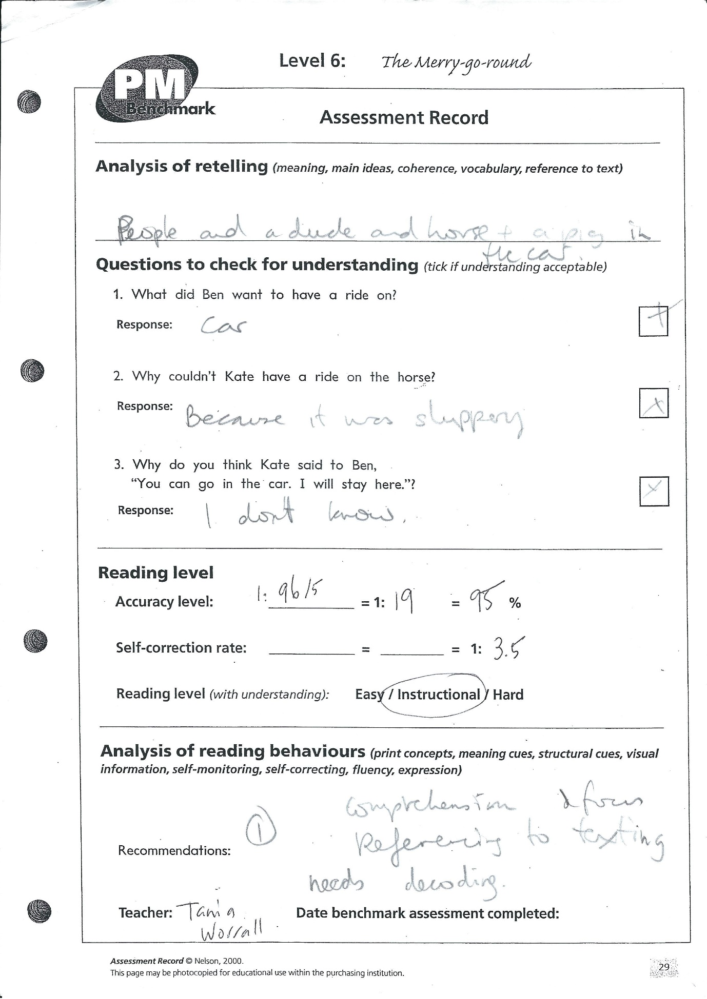 Level 6: The Merry-go-round
PM
Benchmark
Assessment Record
Analysis of retelling (meaning, main ideas, coherence, vocabulary, reference to text)
People and a dude and horse + a pig in
the car.
Questions to check for understanding (tick if understanding acceptable)
1. What did Ben want to have a ride on?
Response: Car
2. Why couldn't Kate have a ride on the horse?
Response: Because it was sluppery
3. Why do you think Kate said to Ben,
"You can go in the car. I will stay here."?
Response: I don't know.
Reading level
Accuracy level: 1: 96/5 = 1: 19 = 95 %
Self-correction rate: = = 1: 3.5
Reading level (with understanding): Easy / Instructional / Hard
Analysis of reading behaviours (print concepts, meaning cues, structural cues, visual
information, self-monitoring, self-correcting, fluency, expression)
comprehension focus
1 Referencing to texting
Recommendations:
needs decoding.
Teacher: Tania Date benchmark assessment completed:
Worrall
Assessment Record © Nelson, 2000.
This page may be photocopied for educational use within the purchasing institution.
29